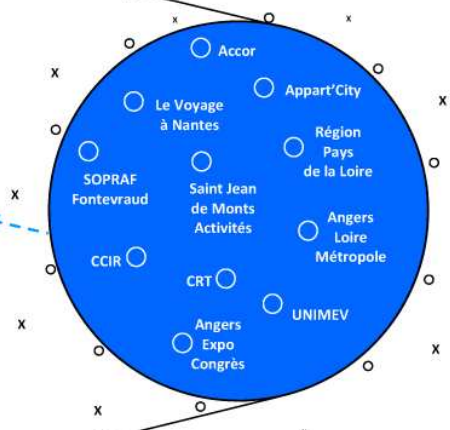 Accor
Appart'City
Le Voyage
à Nantes
Région
Pays
de la Loire
SOPRAF
Fontevraud
Saint Jean
de Monts
Activités
Angers
Loire
Métropole
CCIR
CRT
UNIMEV
Angers
Expo
Congrès